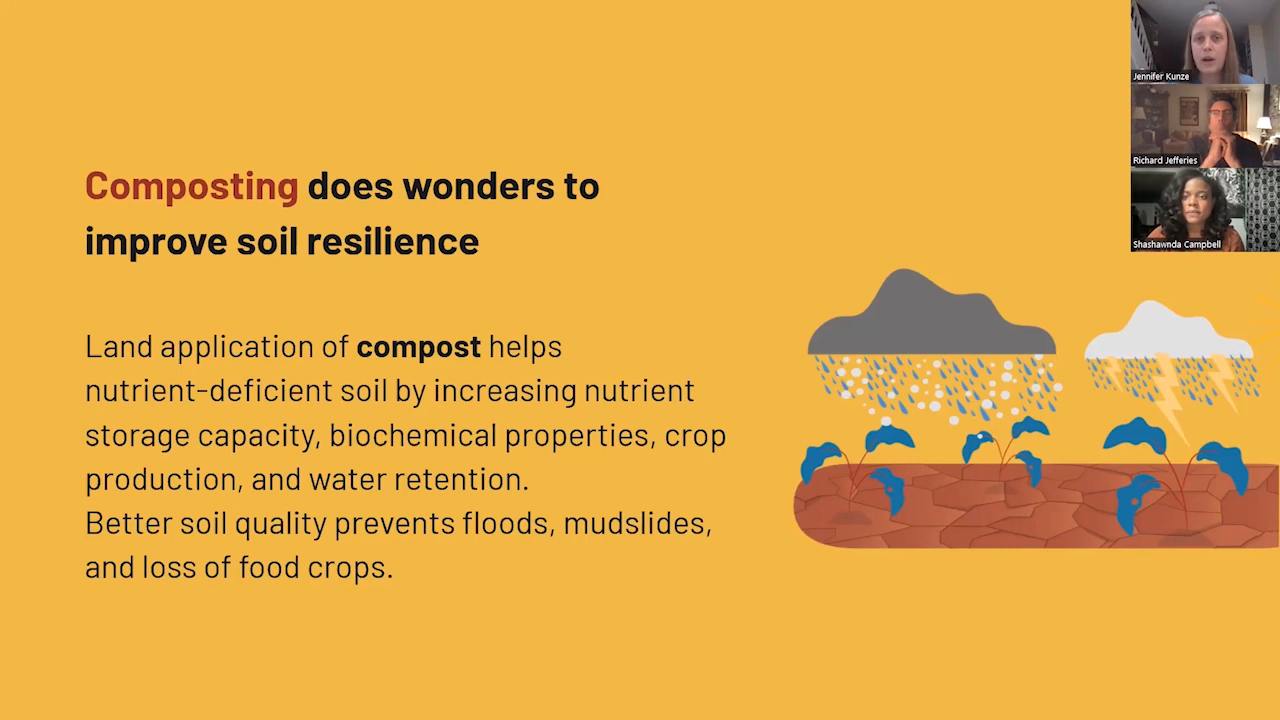 Composting does wonders to
improve soil resilience
Land application of compost helps
nutrient-deficient soil by increasing nutrient
storage capacity, biochemical properties, crop
production, and water retention.
Better soil quality prevents floods, mudslides,
and loss of food crops.
Jennifer Kunze
Richard Jefferies
Shashawnda Campbell